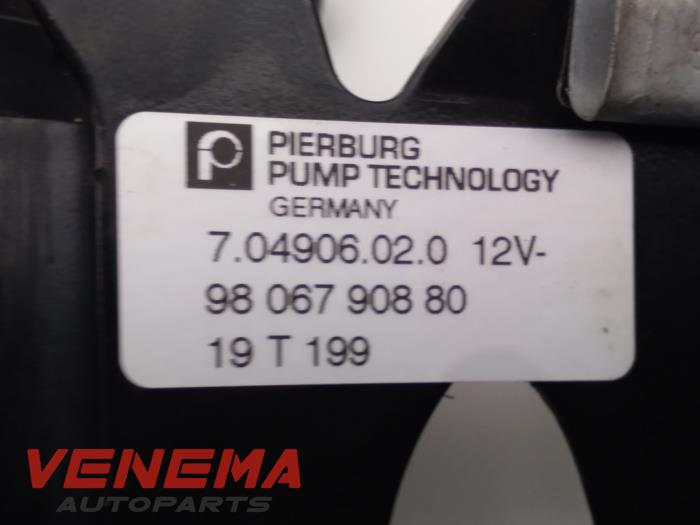 PIERBURG
PUMP TECHNOLOGY
GERMANY
7.04906.02.0 12V-
98 067 908 80
19 T 199
VENEMA
AUTOPARTS